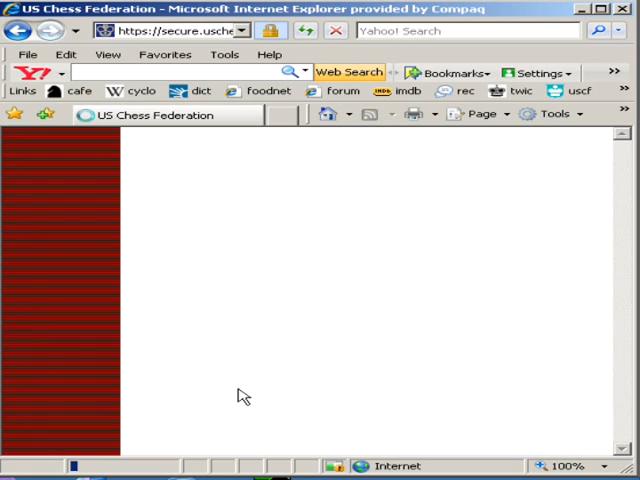 US Chess Federation - Microsoft Internet Explorer provided by Compaq
https://secure.usche
Yahoo! Search
File Edit View Favorites Tools Help
Y! Web Search Bookmarks Settings »
Links cafe cyclo dict foodnet forum imdb rec twic uscf »
US Chess Federation Page Tools »
Internet 100%